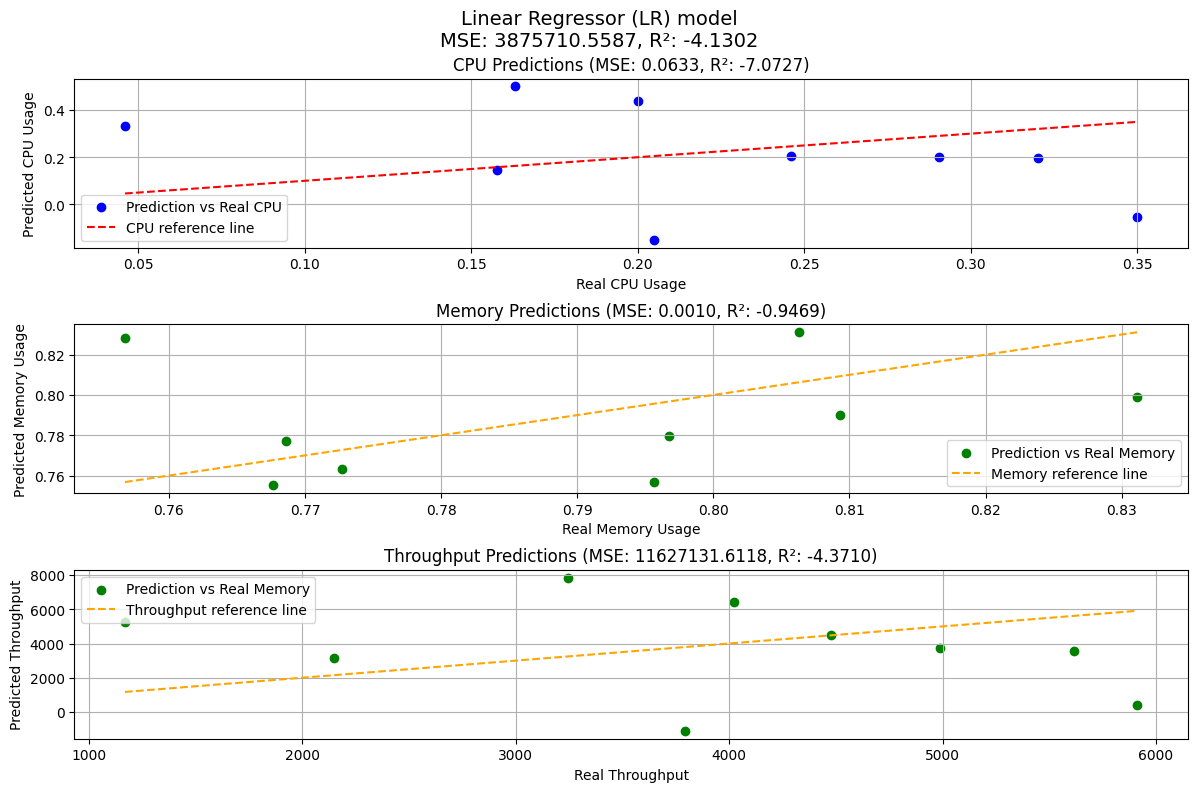 Linear Regressor (LR) model
MSE: 3875710.5587, R²: -4.1302
CPU Predictions (MSE: 0.0633, R²: -7.0727)
Predicted CPU Usage
0.4
0.2
0.0
Prediction vs Real CPU
CPU reference line
0.05 0.10 0.15 0.20 0.25 0.30 0.35
Real CPU Usage
Memory Predictions (MSE: 0.0010, R²: -0.9469)
Predicted Memory Usage
0.82
0.80
0.78
0.76
Prediction vs Real Memory
Memory reference line
0.76 0.77 0.78 0.79 0.80 0.81 0.82 0.83
Real Memory Usage
Throughput Predictions (MSE: 11627131.6118, R²: -4.3710)
Predicted Throughput
8000
6000
4000
2000
0
Prediction vs Real Memory
Throughput reference line
1000 2000 3000 4000 5000 6000
Real Throughput